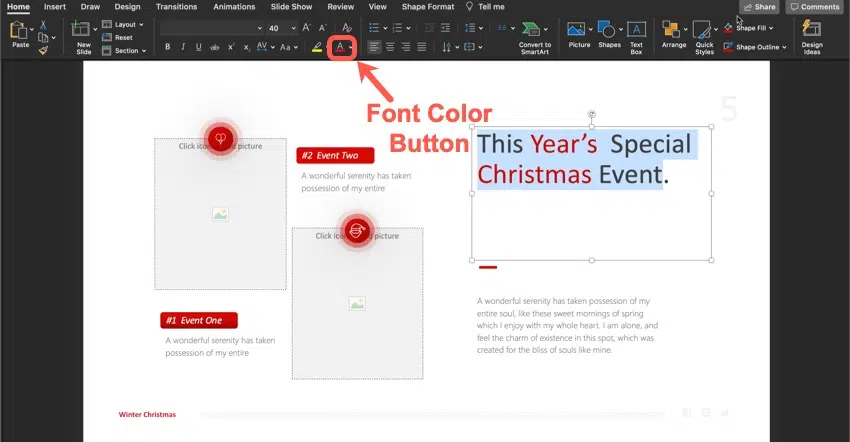 Home Insert Draw Design Transitions Animations Slide Show Review View Shape Format Tell me Share Comments
Paste
New
Slide
Layout
Reset
Section
40
B I U ab x² x₂ AV Aa A
Convert to
SmartArt
Picture
Shapes
Text
Box
Arrange
Quick
Styles
Shape Fill
Shape Outline
Design
Ideas
Font Color
Button
5
Click icon picture
#2 Event Two
A wonderful serenity has taken
possession of my entire
This Year's Special
Christmas Event.
Click icon picture
#1 Event One
A wonderful serenity has taken
possession of my entire
A wonderful serenity has taken possession of my
entire soul, like these sweet mornings of spring
which I enjoy with my whole heart. I am alone, and
feel the charm of existence in this spot, which was
created for the bliss of souls like mine.
Winter Christmas